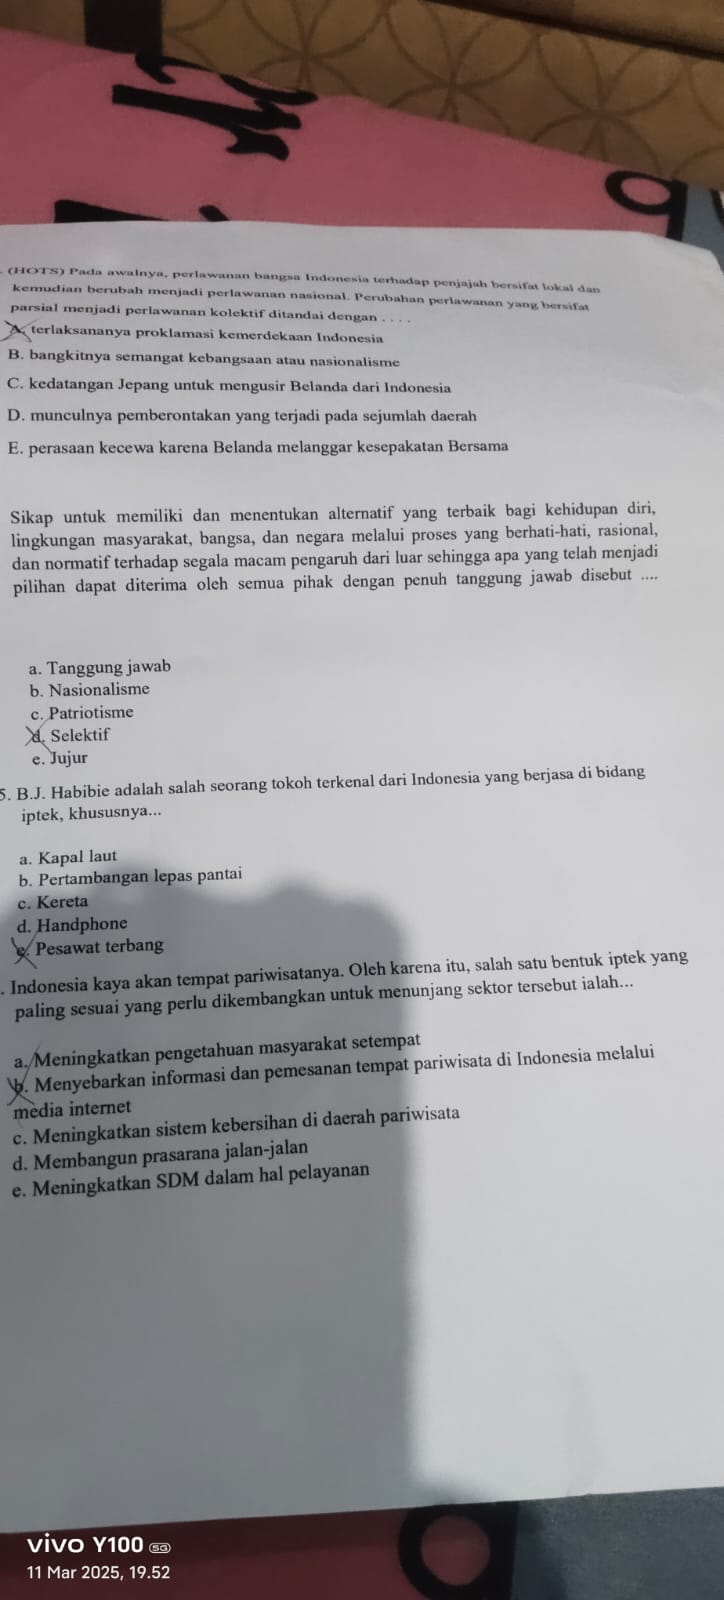 . (HOTS) Pada awalnya, perlawanan bangsa Indonesia terhadap penjajah bersifat lokal dan
kemudian berubah menjadi perlawanan nasional. Perubahan perlawanan yang bersifat
parsial menjadi perlawanan kolektif ditandai dengan . . . .
A. terlaksananya proklamasi kemerdekaan Indonesia
B. bangkitnya semangat kebangsaan atau nasionalisme
C. kedatangan Jepang untuk mengusir Belanda dari Indonesia
D. munculnya pemberontakan yang terjadi pada sejumlah daerah
E. perasaan kecewa karena Belanda melanggar kesepakatan Bersama
Sikap untuk memiliki dan menentukan alternatif yang terbaik bagi kehidupan diri,
lingkungan masyarakat, bangsa, dan negara melalui proses yang berhati-hati, rasional,
dan normatif terhadap segala macam pengaruh dari luar sehingga apa yang telah menjadi
pilihan dapat diterima oleh semua pihak dengan penuh tanggung jawab disebut ....
a. Tanggung jawab
b. Nasionalisme
c. Patriotisme
d. Selektif
e. Jujur
5. B.J. Habibie adalah salah seorang tokoh terkenal dari Indonesia yang berjasa di bidang
iptek, khususnya...
a. Kapal laut
b. Pertambangan lepas pantai
c. Kereta
d. Handphone
e. Pesawat terbang
. Indonesia kaya akan tempat pariwisatanya. Oleh karena itu, salah satu bentuk iptek yang
paling sesuai yang perlu dikembangkan untuk menunjang sektor tersebut ialah...
a. Meningkatkan pengetahuan masyarakat setempat
b. Menyebarkan informasi dan pemesanan tempat pariwisata di Indonesia melalui
media internet
c. Meningkatkan sistem kebersihan di daerah pariwisata
d. Membangun prasarana jalan-jalan
e. Meningkatkan SDM dalam hal pelayanan
vivo Y100 5G
11 Mar 2025, 19.52